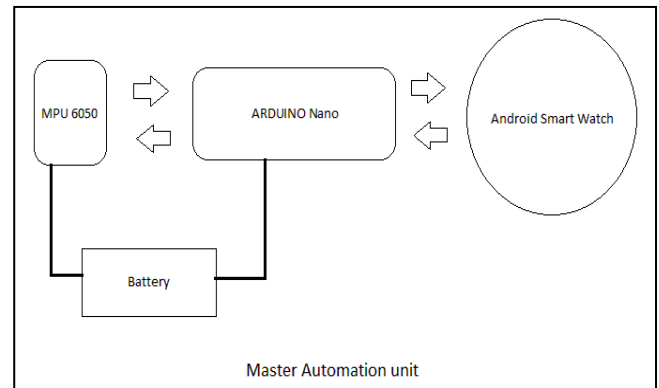 MPU 6050
ARDUINO Nano
Android Smart Watch
Battery
Master Automation unit